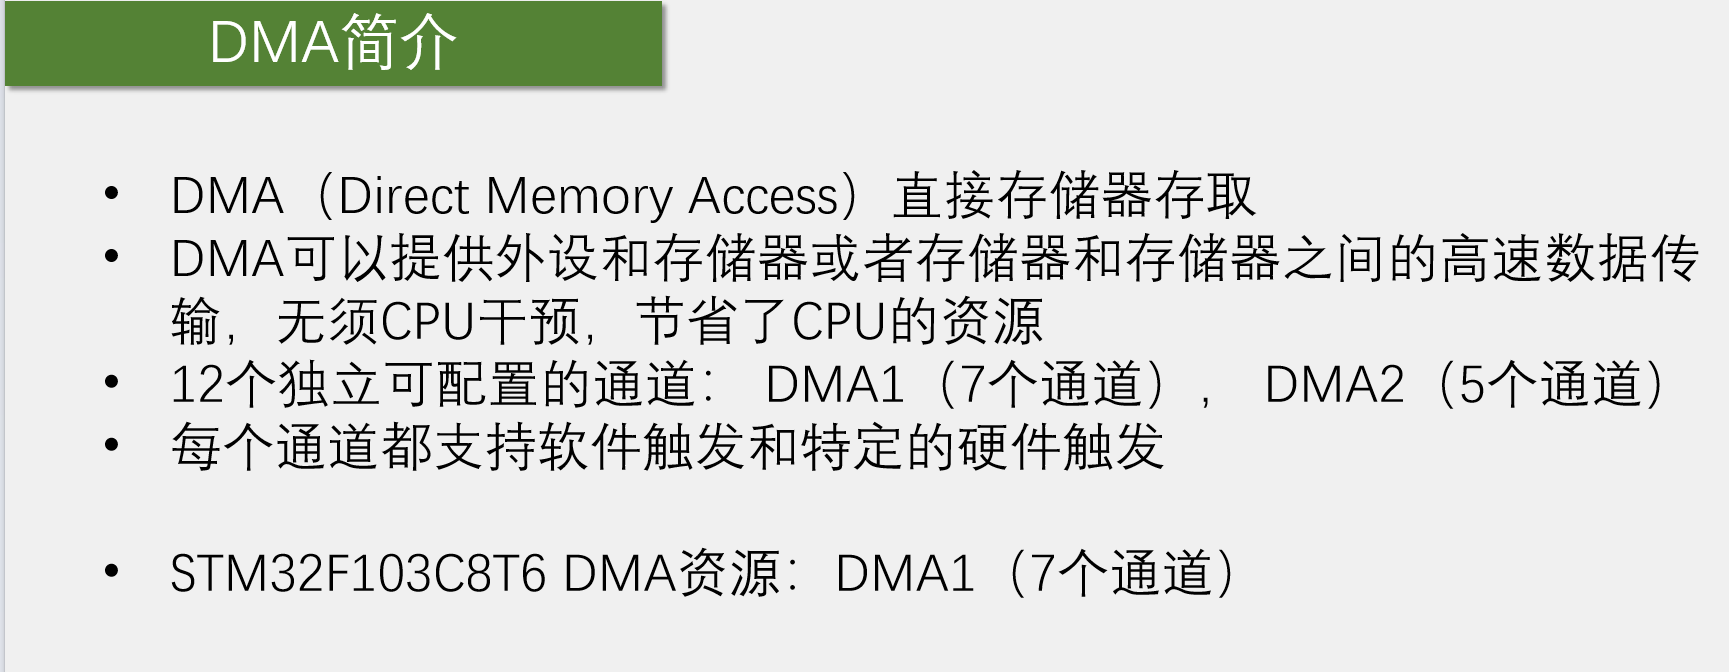 DMA简介
• DMA（Direct Memory Access）直接存储器存取
• DMA可以提供外设和存储器或者存储器和存储器之间的高速数据传
输，无须CPU干预，节省了CPU的资源
• 12个独立可配置的通道： DMA1（7个通道）， DMA2（5个通道）
• 每个通道都支持软件触发和特定的硬件触发
• STM32F103C8T6 DMA资源：DMA1（7个通道）